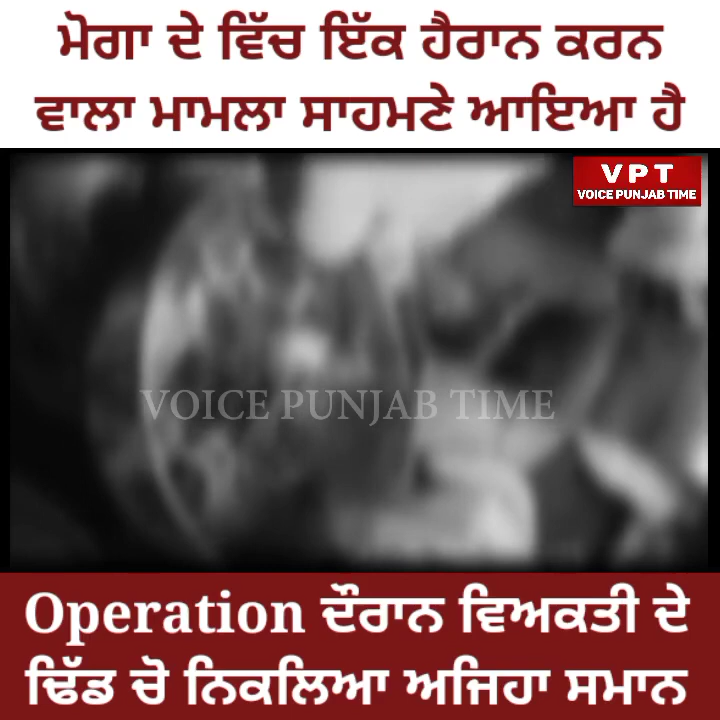 ਮੋਗਾ ਦੇ ਵਿੱਚ ਇੱਕ ਹੈਰਾਨ ਕਰਨ
ਵਾਲਾ ਮਾਮਲਾ ਸਾਹਮਣੇ ਆਇਆ ਹੈ
VPT
VOICE PUNJAB TIME
VOICE PUNJAB TIME
Operation ਦੌਰਾਨ ਵਿਅਕਤੀ ਦੇ
ਢਿੱਡ ਚੋ ਨਿਕਲਿਆ ਅਜਿਹਾ ਸਮਾਨ